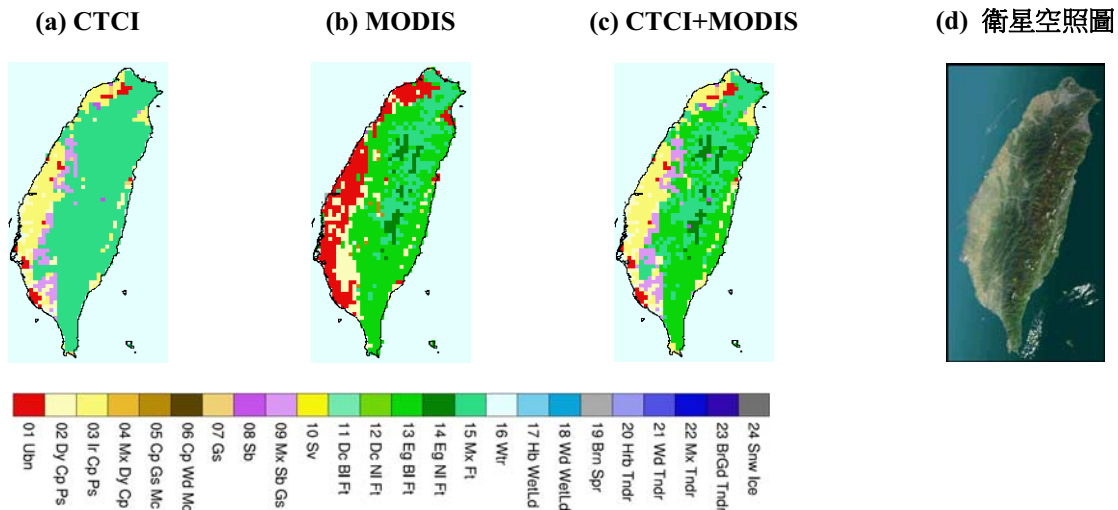 (a) CTCI
(b) MODIS
(c) CTCI+MODIS
(d) 衛星空照圖
01 Ubn
02 Dy Cp Ps
03 Ir Cp Ps
04 Mx Dy Cp
05 Cp Gs Mc
06 Cp Wd Mc
07 Gs
08 Sb
09 Mx Sb Gs
10 Sv
11 Dc Bl Ft
12 Dc Nl Ft
13 Eg Bl Ft
14 Eg Nl Ft
15 Mx Ft
16 Wtr
17 Hb WetLd
18 Wd WetLd
19 Brn Spr
20 Hrb Tndr
21 Wd Tndr
22 Mx Tndr
23 BrGd Tndr
24 Snw Ice